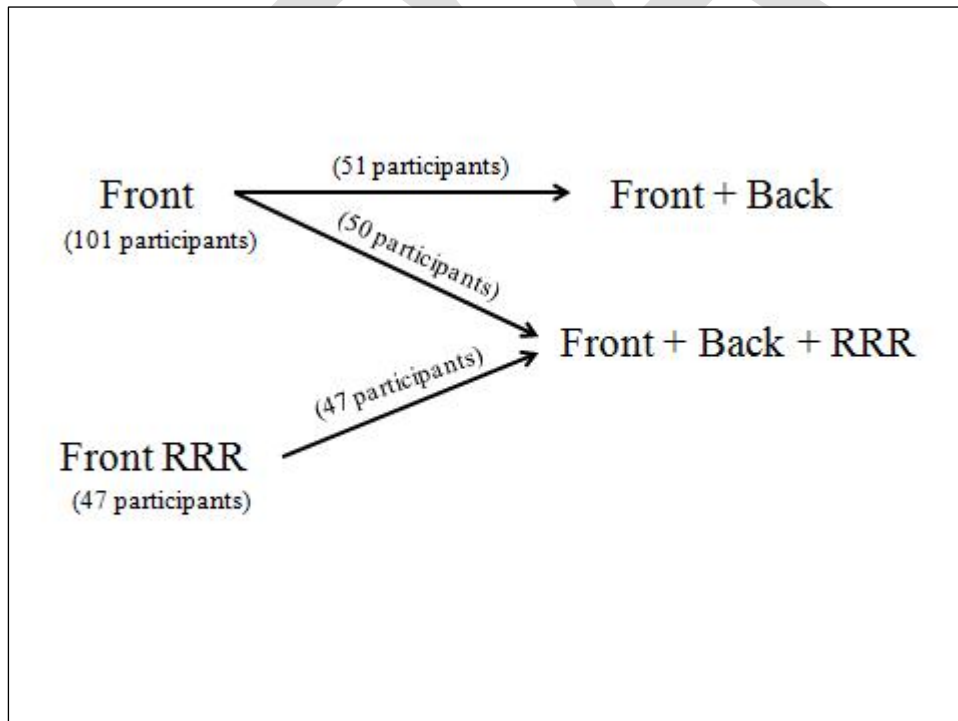 (51 participants)
Front
Front + Back
(101 participants)
(50 participants)
Front + Back + RRR
(47 participants)
Front RRR
(47 participants)